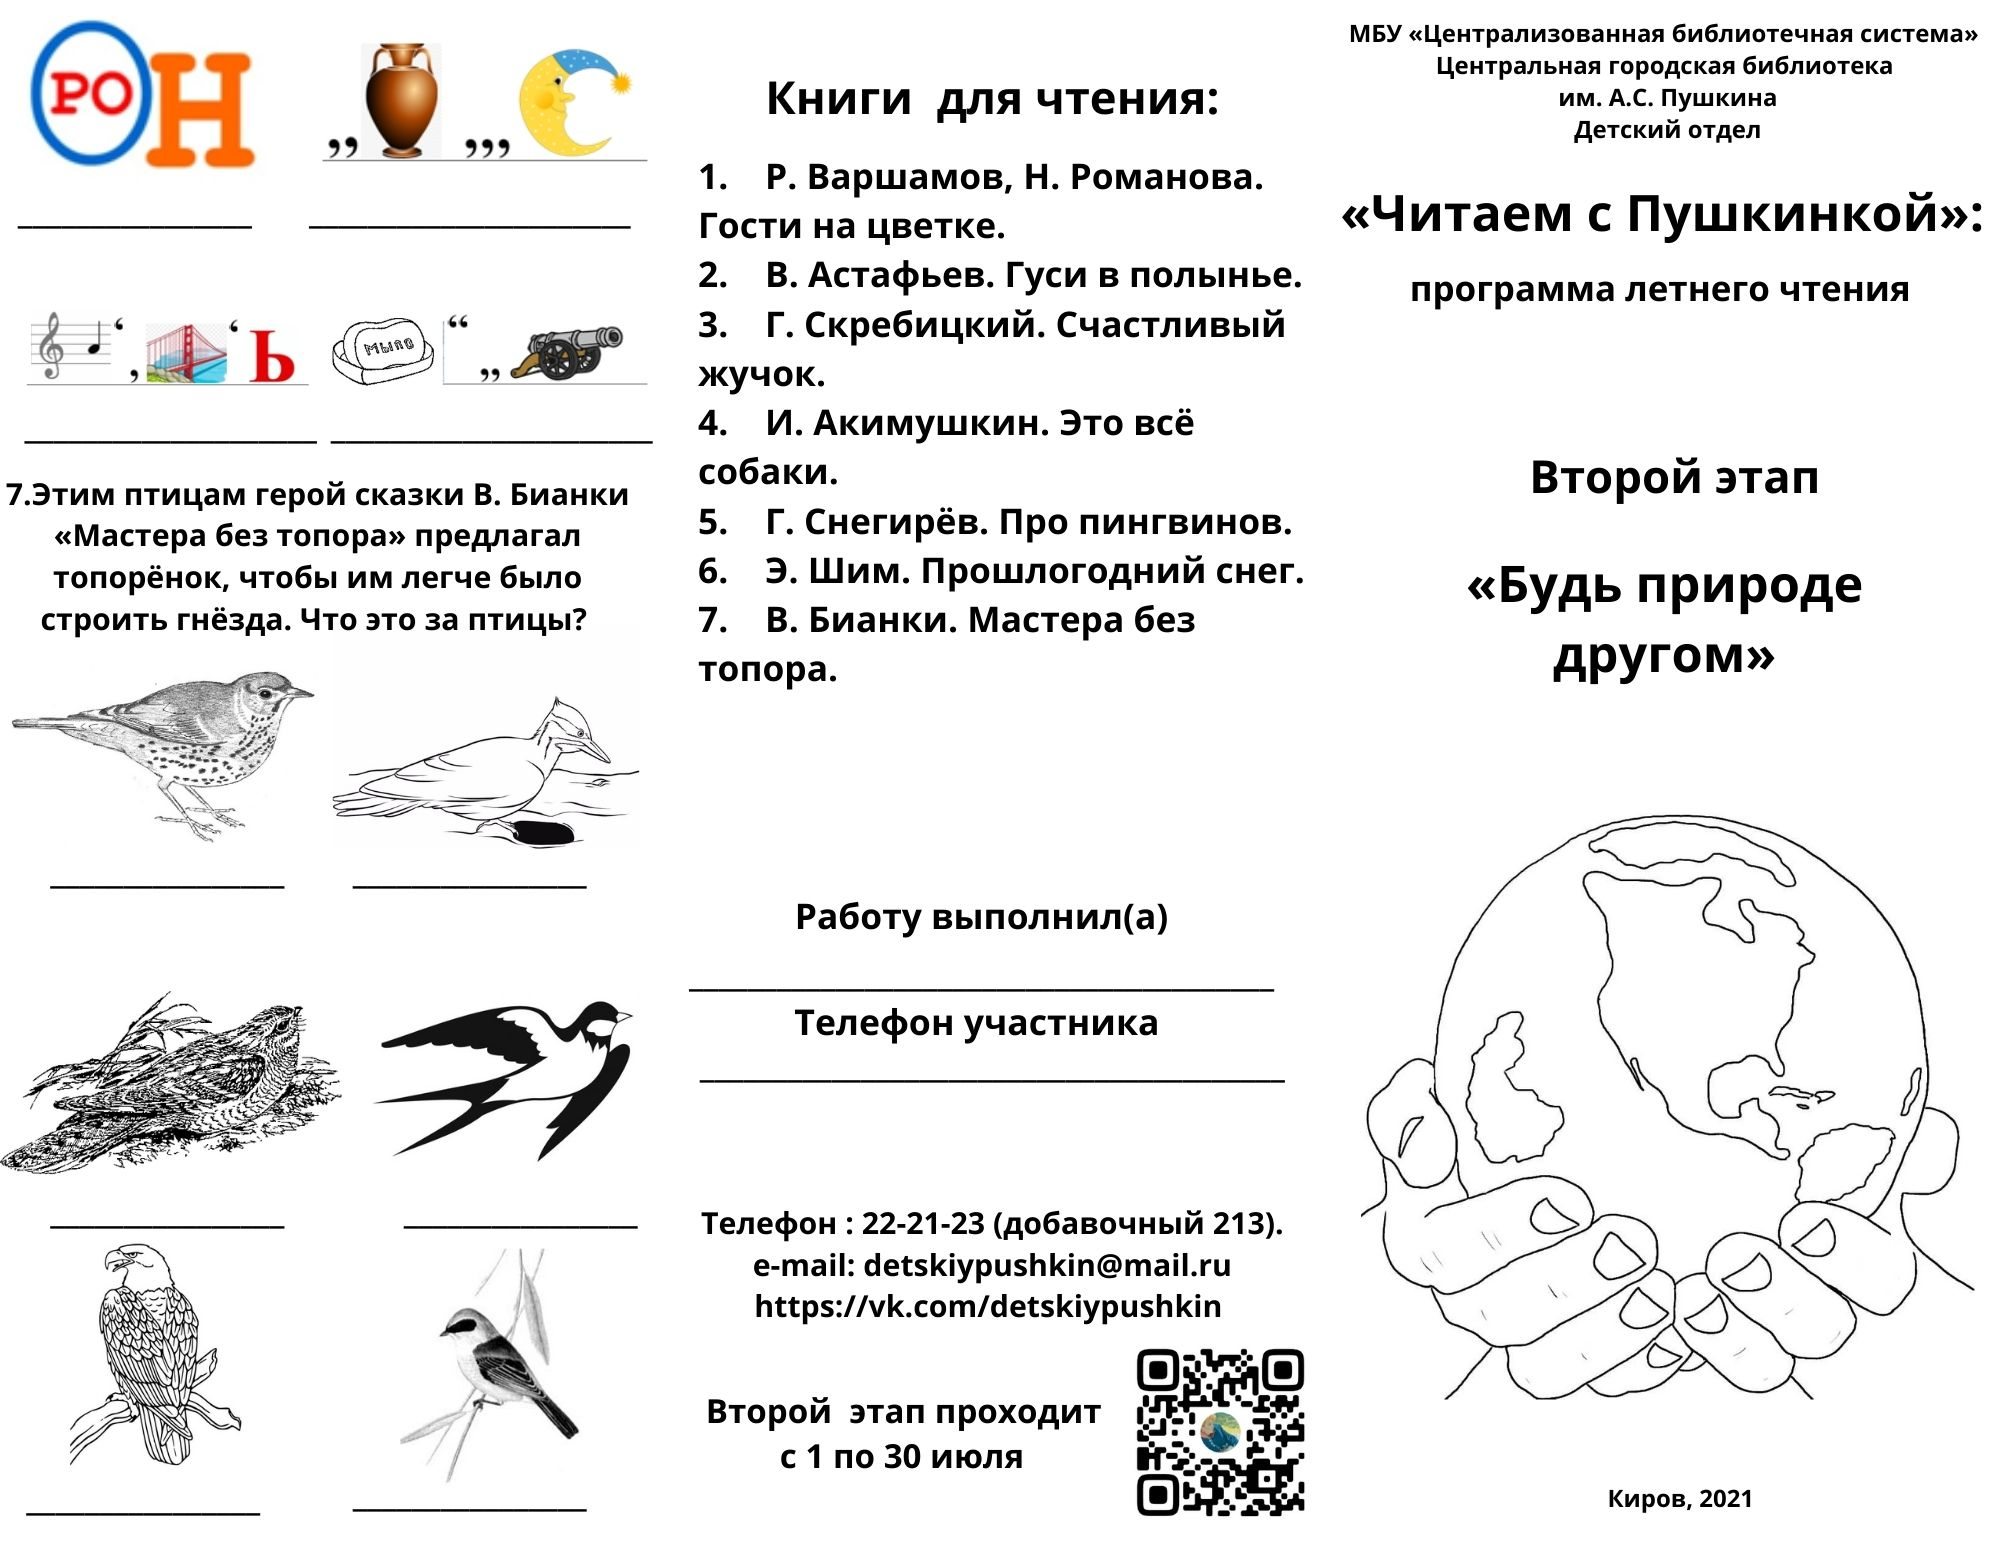 РО Н
,, ,,,
‘ , ‘ Ь
МЫЛО “ ,,
7.Этим птицам герой сказки В. Бианки
«Мастера без топора» предлагал
топорёнок, чтобы им легче было
строить гнёзда. Что это за птицы?
Книги для чтения:
1. Р. Варшамов, Н. Романова.
Гости на цветке.
2. В. Астафьев. Гуси в полынье.
3. Г. Скребицкий. Счастливый
жучок.
4. И. Акимушкин. Это всё
собаки.
5. Г. Снегирёв. Про пингвинов.
6. Э. Шим. Прошлогодний снег.
7. В. Бианки. Мастера без
топора.
Работу выполнил(а)
Телефон участника
Телефон : 22-21-23 (добавочный 213).
e-mail: detskiypushkin@mail.ru
https://vk.com/detskiypushkin
Второй этап проходит
с 1 по 30 июля
МБУ «Централизованная библиотечная система»
Центральная городская библиотека
им. А.С. Пушкина
Детский отдел
«Читаем с Пушкинкой»:
программа летнего чтения
Второй этап
«Будь природе
другом»
Киров, 2021